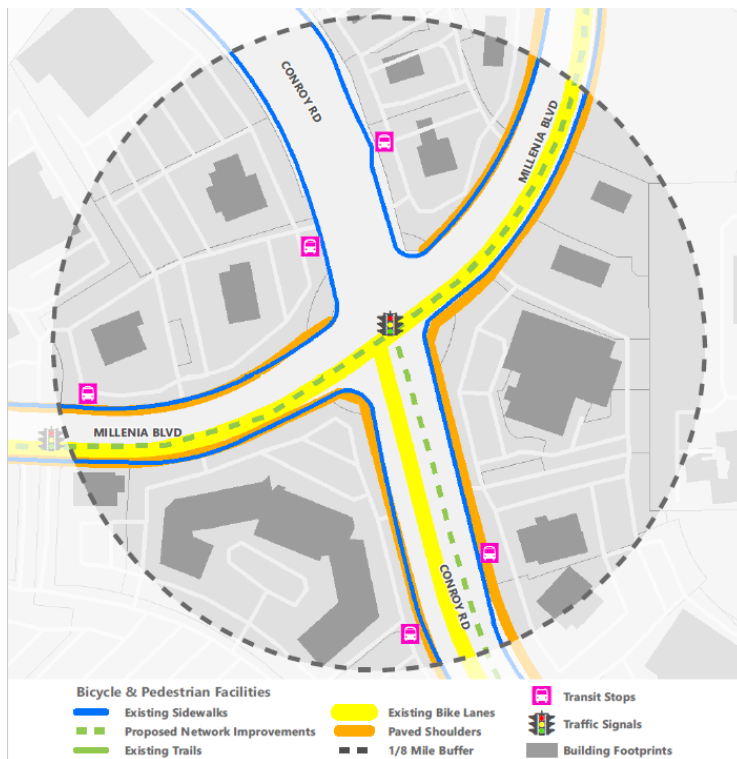 CONROY RD
MILLENIA BLVD
MILLENIA BLVD
CONROY RD
Bicycle & Pedestrian Facilities
Existing Sidewalks
Proposed Network Improvements
Existing Trails
Existing Bike Lanes
Paved Shoulders
1/8 Mile Buffer
Transit Stops
Traffic Signals
Building Footprints